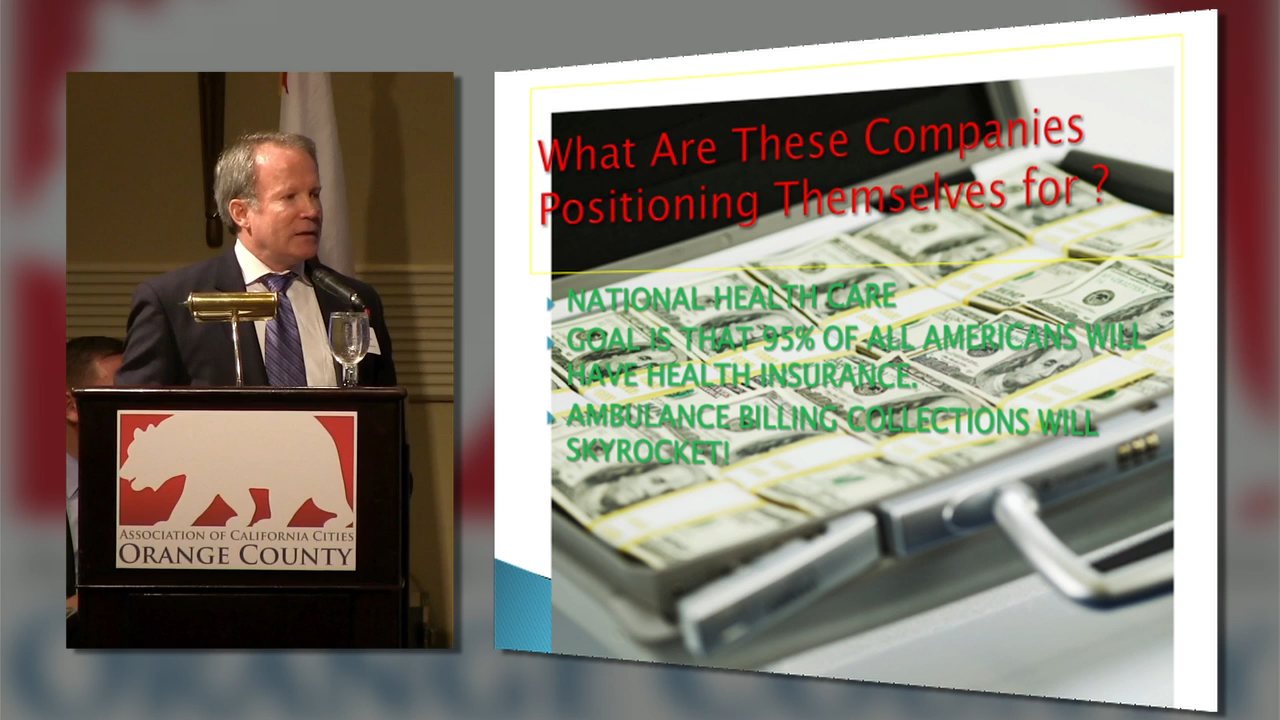 What Are These Companies
Positioning Themselves for ?
NATIONAL HEALTH CARE
GOAL IS THAT 95% OF ALL AMERICANS WILL
HAVE HEALTH INSURANCE.
AMBULANCE BILLING COLLECTIONS WILL
SKYROCKET!
ASSOCIATION OF CALIFORNIA CITIES
ORANGE COUNTY